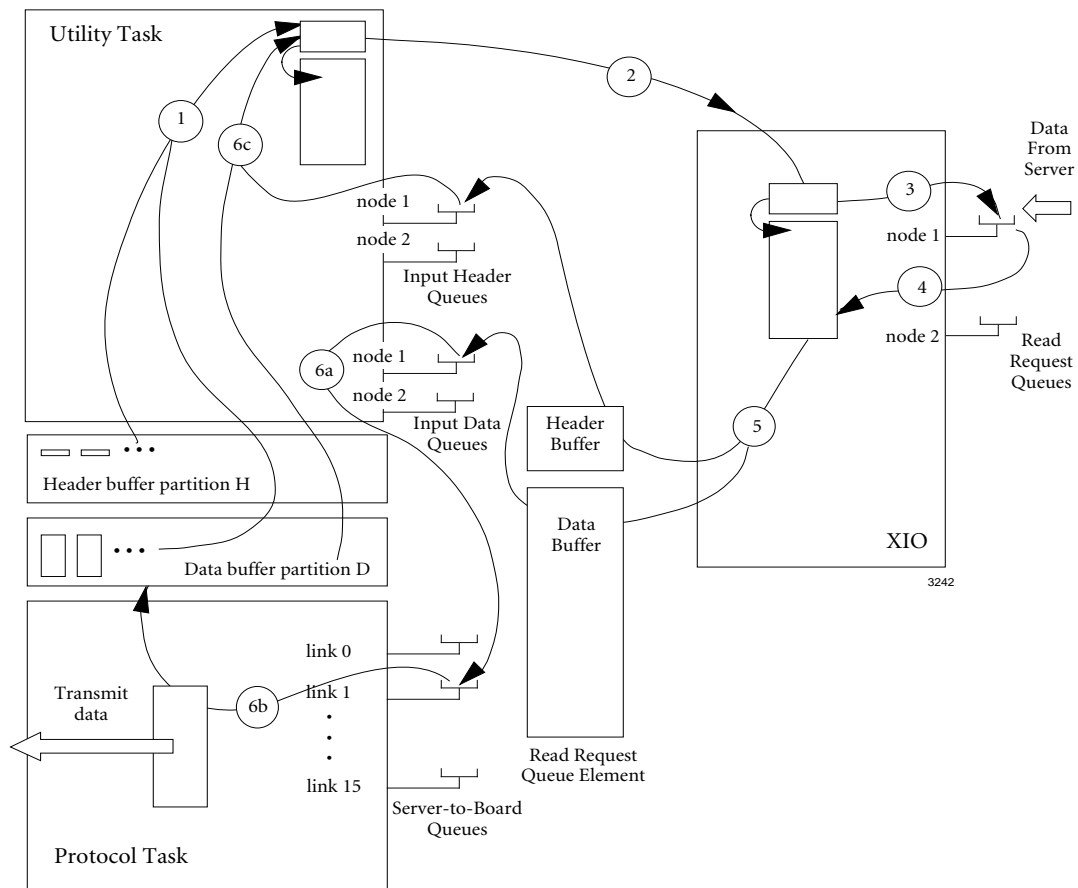 Utility Task
1
6c
2
Data
From
Server
3
node 1
4
node 2
Read
Request
Queues
node 1
node 2
Input Header
Queues
6a
node 1
node 2
Input Data
Queues
Header
Buffer
5
Header buffer partition H
Data
Buffer
XIO
Data buffer partition D
3242
link 0
Transmit
data
6b
link 1
link 15
Read Request
Queue Element
Server-to-Board
Queues
Protocol Task